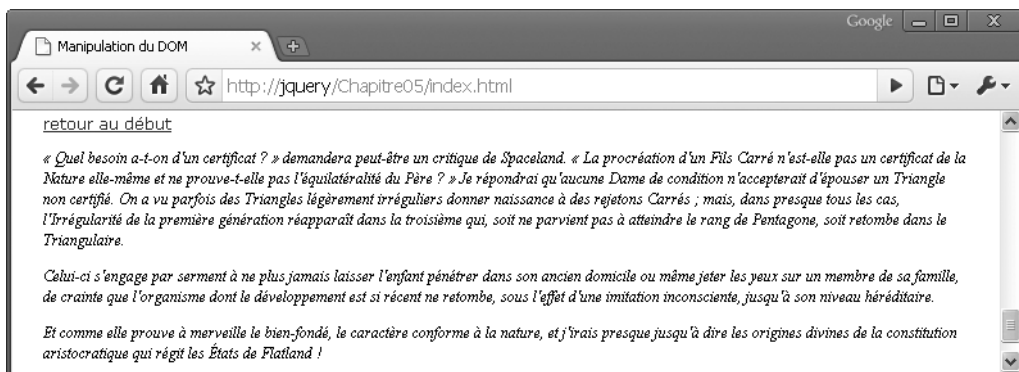 Google
Manipulation du DOM
http://jquery/Chapitre05/index.html
retour au début
« Quel besoin a-t-on d'un certificat ? » demandera peut-être un critique de Spaceland. « La procréation d'un Fils Carré n'est-elle pas un certificat de la
Nature elle-même et ne prouve-t-elle pas l'équilatéralité du Père ? » Je répondrai qu'aucune Dame de condition n'accepterait d'épouser un Triangle
non certifié. On a vu parfois des Triangles légèrement irréguliers donner naissance à des rejetons Carrés ; mais, dans presque tous les cas,
l'Irrégularité de la première génération réapparaît dans la troisième qui, soit ne parvient pas à atteindre le rang de Pentagone, soit retombe dans le
Triangulaire.
Celui-ci s'engage par serment à ne plus jamais laisser l'enfant pénétrer dans son ancien domicile ou même jeter les yeux sur un membre de sa famille,
de crainte que l'organisme dont le développement est si récent ne retombe, sous l'effet d'une imitation inconsciente, jusqu'à son niveau héréditaire.
Et comme elle prouve à merveille le bien-fondé, le caractère conforme à la nature, et j'irais presque jusqu'à dire les origines divines de la constitution
aristocratique qui régit les États de Flatland !